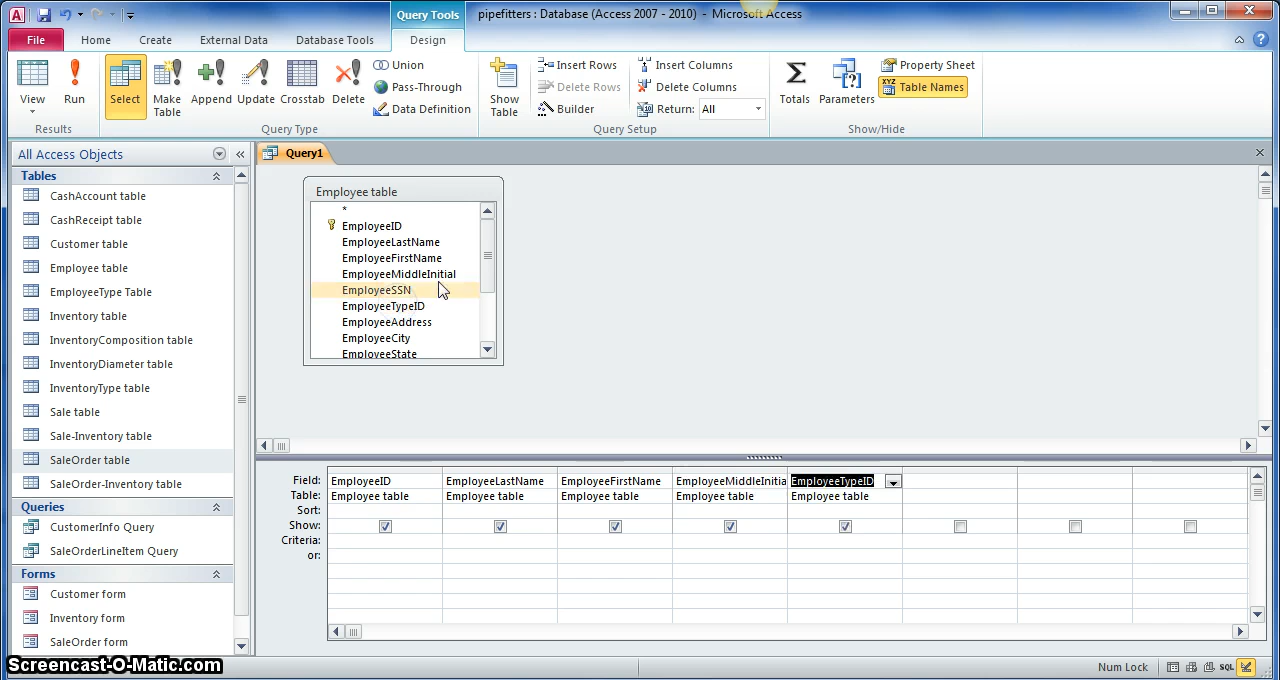 Query Tools
pipefitters : Database (Access 2007 - 2010) - Microsoft Access
File Home Create External Data Database Tools Design
View
Run
Select
Make Table
Append
Update
Crosstab
Delete
Union
Pass-Through
Data Definition
Show Table
Insert Rows
Delete Rows
Builder
Insert Columns
Delete Columns
Return: All
Totals
Parameters
Property Sheet
XYZ Table Names
Results
Query Type
Query Setup
Show/Hide
All Access Objects
Tables
CashAccount table
CashReceipt table
Customer table
Employee table
EmployeeType Table
Inventory table
InventoryComposition table
InventoryDiameter table
InventoryType table
Sale table
Sale-Inventory table
SaleOrder table
SaleOrder-Inventory table
Queries
CustomerInfo Query
SaleOrderLineItem Query
Forms
Customer form
Inventory form
SaleOrder form
Query1
Employee table
*
EmployeeID
EmployeeLastName
EmployeeFirstName
EmployeeMiddleInitial
EmployeeSSN
EmployeeTypeID
EmployeeAddress
EmployeeCity
EmployeeState
Field: EmployeeID EmployeeLastName EmployeeFirstName EmployeeMiddleInitia EmployeeTypeID
Table: Employee table Employee table Employee table Employee table Employee table
Sort:
Show:
Criteria:
or:
Screencast-O-Matic.com
Num Lock
SQL